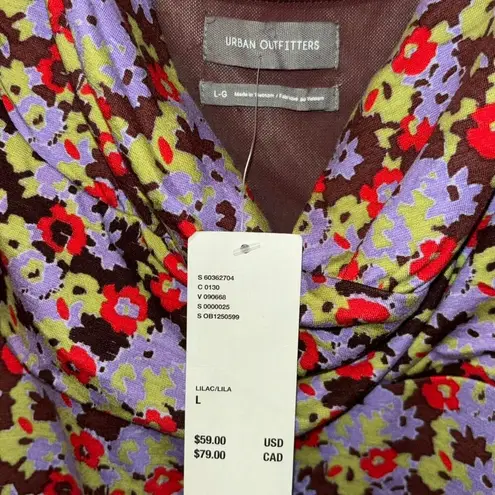 URBAN OUTFITTERS
L-G Made in Vietnam / Fabriqué au Vietnam
S 60362704
C 0130
V 090668
S 0000025
S OB1250599
LILAC/LILA
L
$59.00 USD
$79.00 CAD